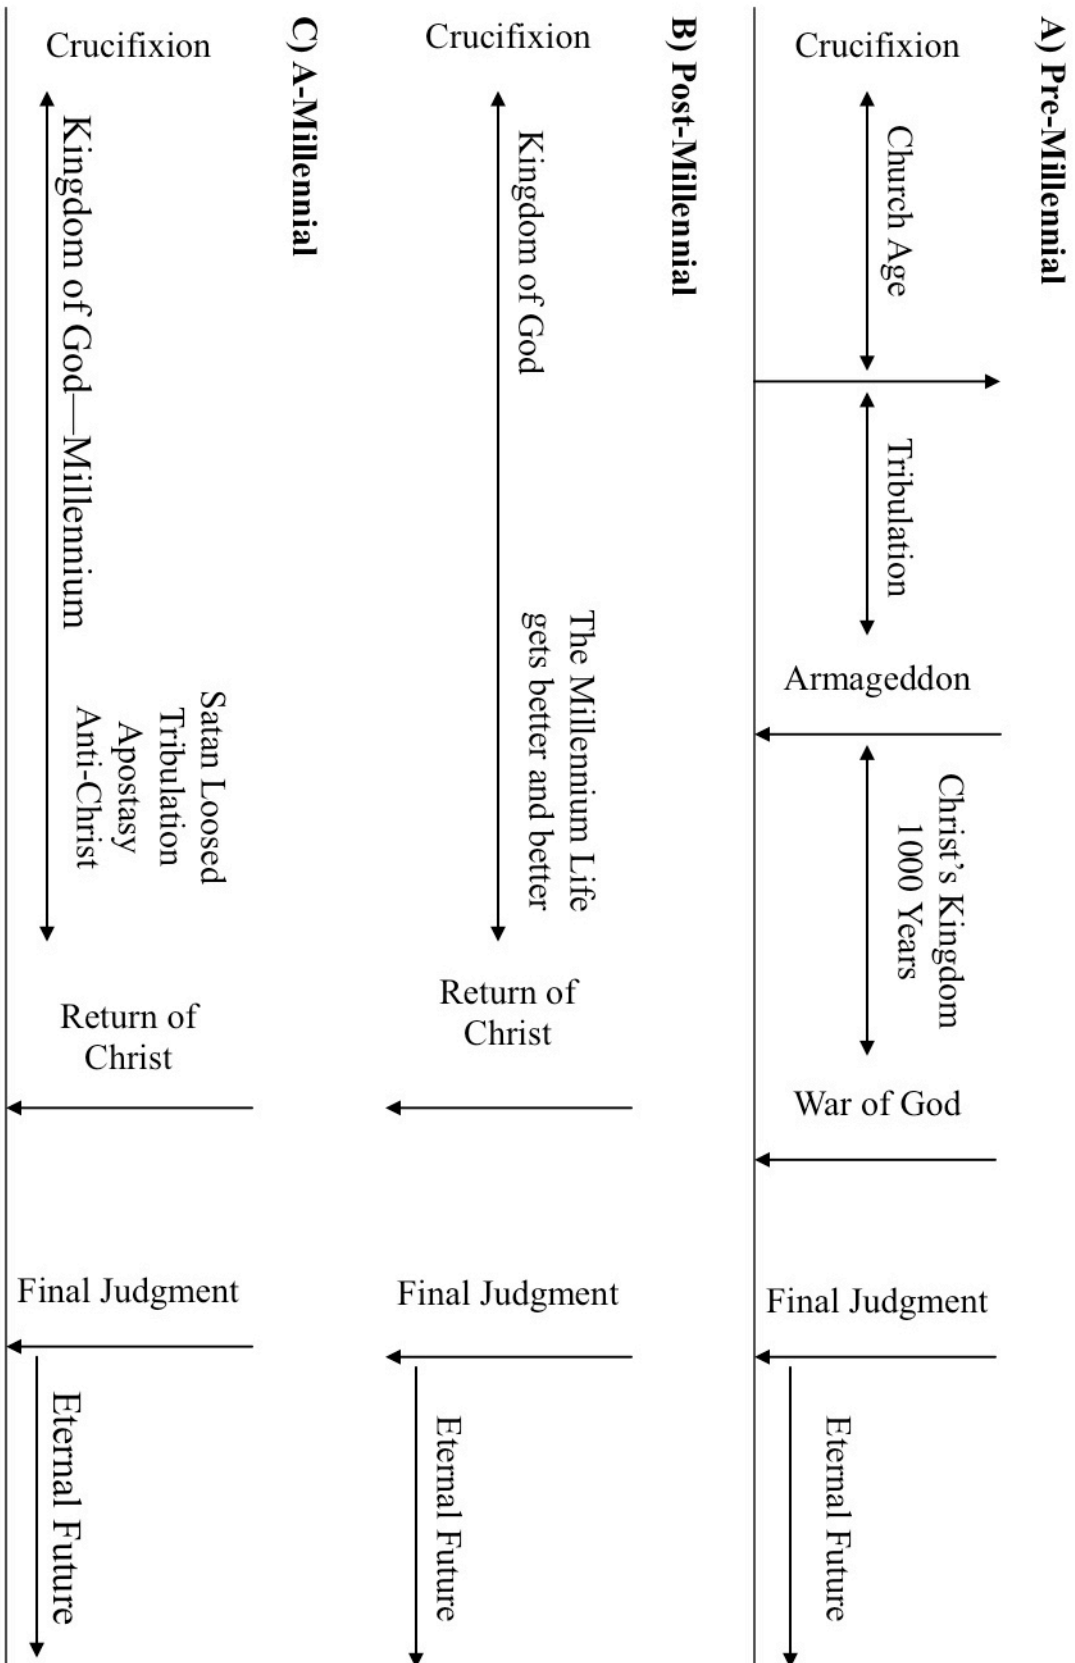 A) Pre-Millennial
Crucifixion
Church Age
Tribulation
Armageddon
Christ’s Kingdom
1000 Years
War of God
Final Judgment
Eternal Future
B) Post-Millennial
Crucifixion
Kingdom of God
The Millennium Life
gets better and better
Return of
Christ
Final Judgment
Eternal Future
C) A-Millennial
Crucifixion
Kingdom of God—Millennium
Satan Loosed
Tribulation
Apostasy
Anti-Christ
Return of
Christ
Final Judgment
Eternal Future